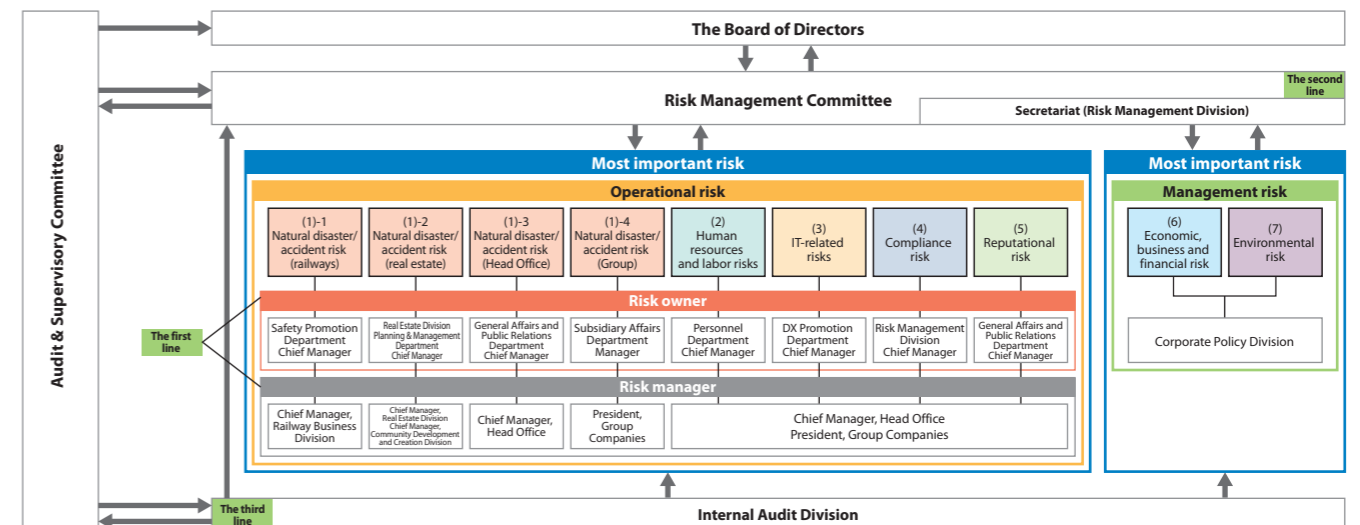 Audit & Supervisory Committee
The Board of Directors
Risk Management Committee
The second
line
Secretariat (Risk Management Division)
Most important risk
Operational risk
(1)-1
Natural disaster/
accident risk
(railways)
(1)-2
Natural disaster/
accident risk
(real estate)
(1)-3
Natural disaster/
accident risk
(Head Office)
(1)-4
Natural disaster/
accident risk
(Group)
(2)
Human
resources
and labor risks
(3)
IT-related
risks
(4)
Compliance
risk
(5)
Reputational
risk
The first
line
Risk owner
Safety Promotion
Department
Chief Manager
Real Estate Division
Planning & Management
Department
Chief Manager
General Affairs and
Public Relations
Department
Chief Manager
Subsidiary Affairs
Department
Manager
Personnel
Department
Chief Manager
DX Promotion
Department
Chief Manager
Risk Management
Division
Chief Manager
General Affairs and
Public Relations
Department
Chief Manager
Risk manager
Chief Manager,
Railway Business
Division
Chief Manager,
Real Estate Division
Chief Manager,
Community Development
and Creation Division
Chief Manager,
Head Office
President,
Group
Companies
Chief Manager, Head Office
President, Group Companies
Most important risk
Management risk
(6)
Economic,
business and
financial risk
(7)
Environmental
risk
Corporate Policy Division
The third
line
Internal Audit Division